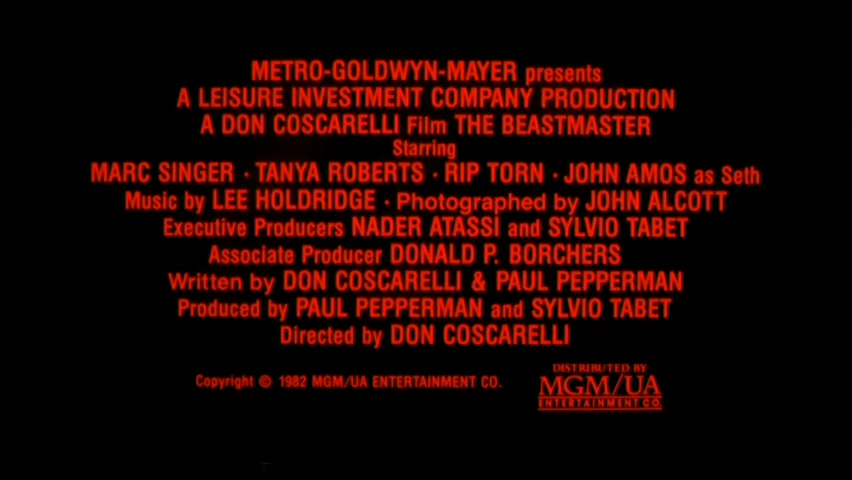 METRO-GOLDWYN-MAYER presents
A LEISURE INVESTMENT COMPANY PRODUCTION
A DON COSCARELLI Film THE BEASTMASTER
Starring
MARC SINGER · TANYA ROBERTS · RIP TORN · JOHN AMOS as Seth
Music by LEE HOLDRIDGE · Photographed by JOHN ALCOTT
Executive Producers NADER ATASSI and SYLVIO TABET
Associate Producer DONALD P. BORCHERS
Written by DON COSCARELLI & PAUL PEPPERMAN
Produced by PAUL PEPPERMAN and SYLVIO TABET
Directed by DON COSCARELLI
Copyright © 1982 MGM/UA ENTERTAINMENT CO.
DISTRIBUTED BY
MGM/UA
ENTERTAINMENT CO.